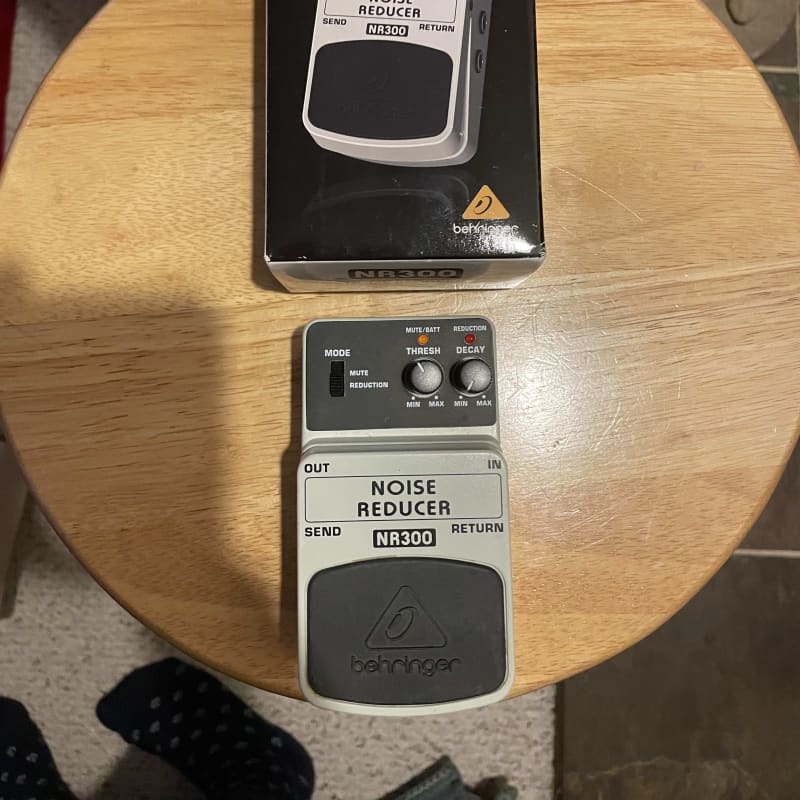 NOISE
REDUCER
SEND
RETURN
NR300
behringer
NR300
MUTE/BATT
REDUCTION
MODE
THRESH
DECAY
MUTE
REDUCTION
MIN MAX
MIN MAX
OUT
IN
NOISE
REDUCER
SEND
RETURN
NR300
behringer